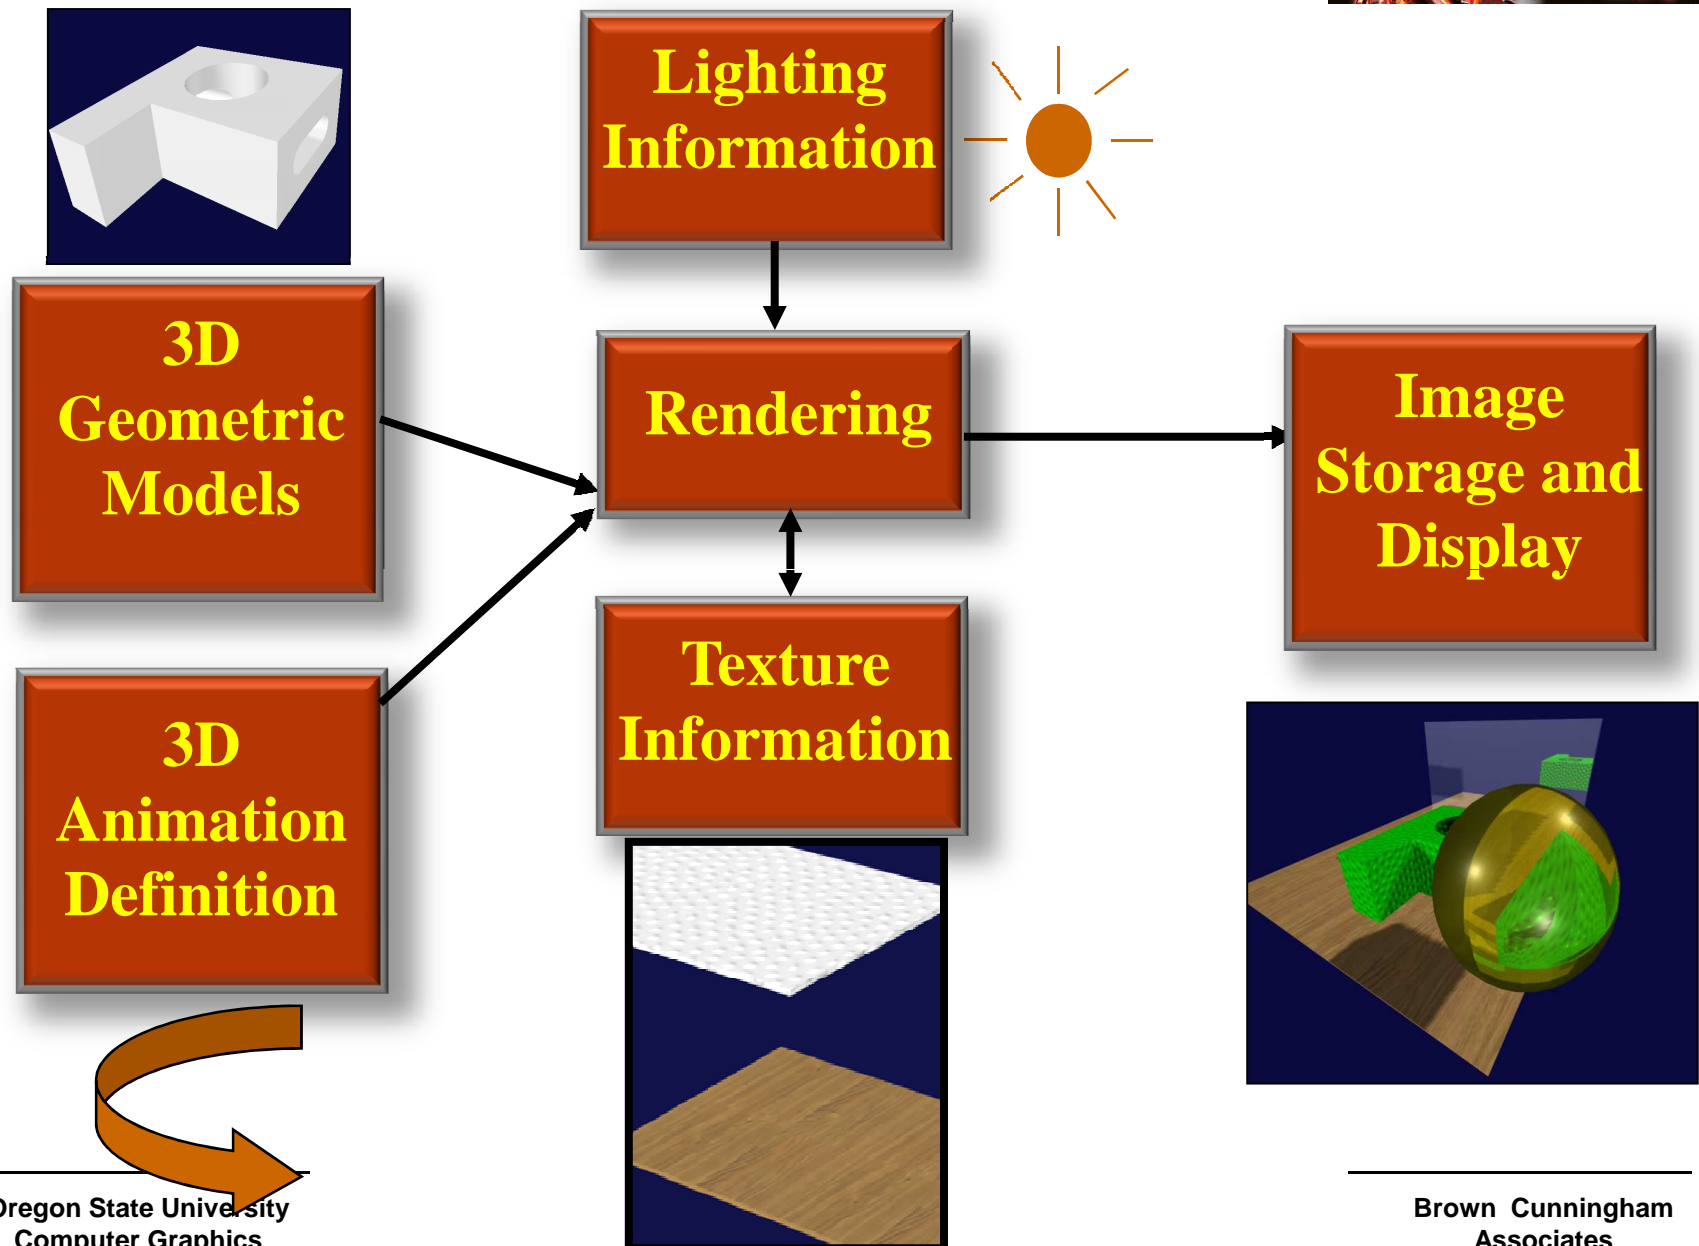 Lighting
Information
3D
Geometric
Models
Rendering
Image
Storage and
Display
Texture
Information
3D
Animation
Definition
Oregon State University
Computer Graphics
Brown Cunningham
Associates